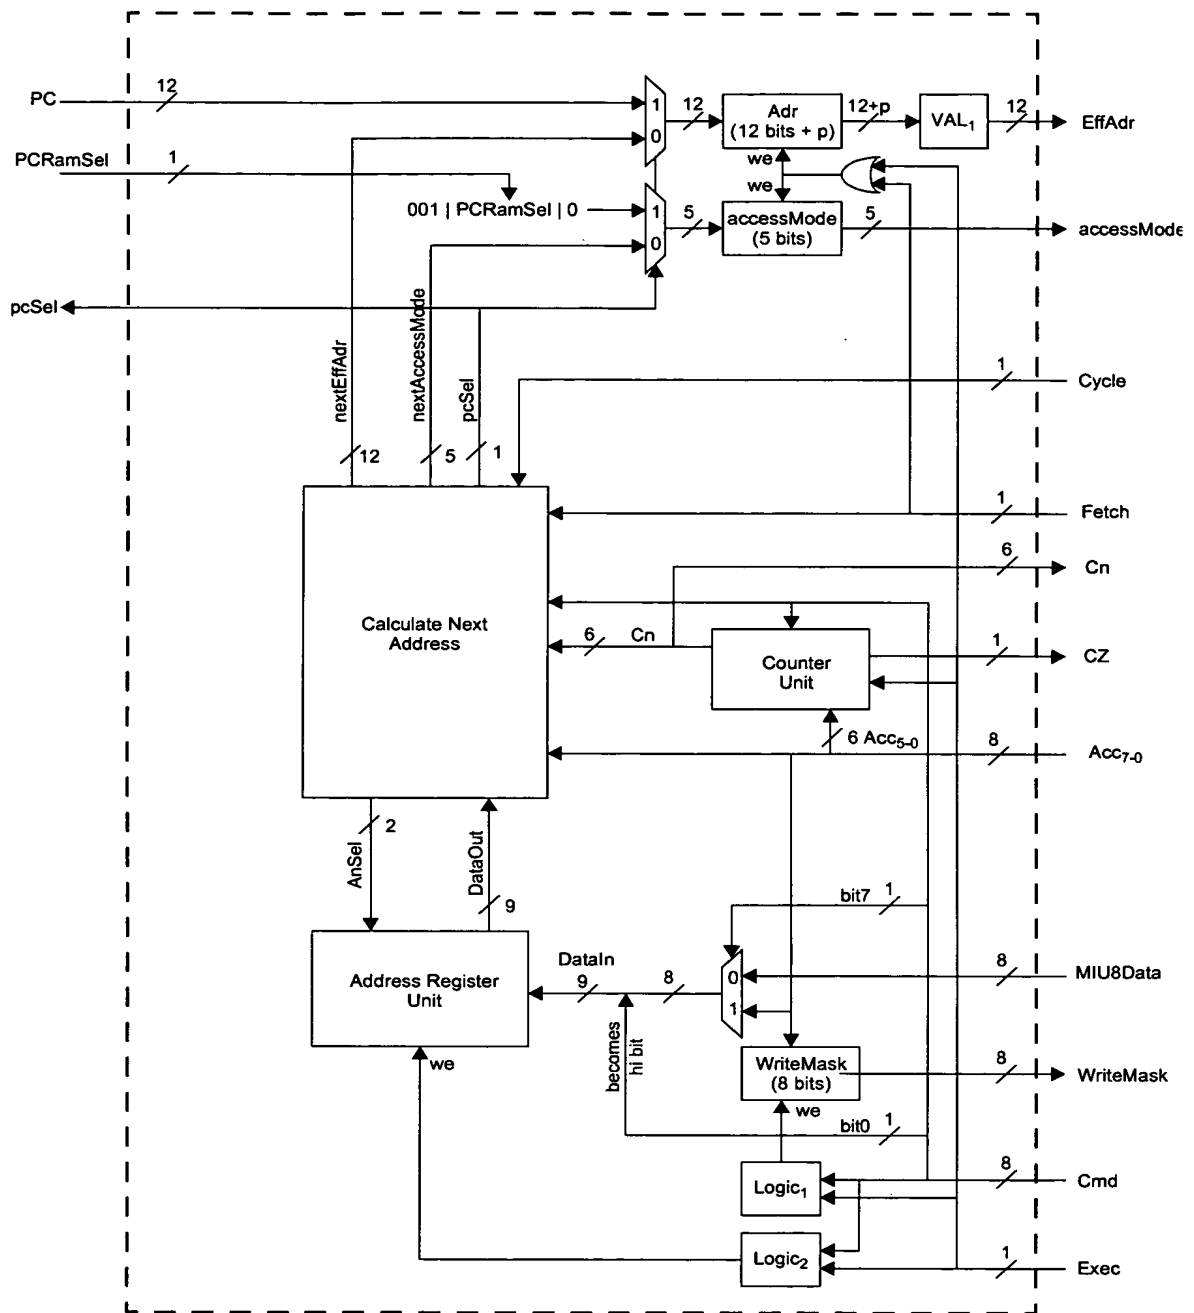 PC
12
1
0
12
Adr
(12 bits + p)
12+p
VAL1
12
EffAdr
PCRamSel
1
we
we
001 | PCRamSel | 0
1
0
5
accessMode
(5 bits)
5
accessMode
pcSel
nextEffAdr
nextAccessMode
pcSel
12
5
1
1
Cycle
1
Fetch
6
Cn
Calculate Next
Address
6
Cn
Counter
Unit
1
CZ
6 Acc5-0
8
Acc7-0
2
AnSel
DataOut
9
bit7
1
Address Register
Unit
DataIn
9
8
0
1
8
MIU8Data
becomes
hi bit
we
WriteMask
(8 bits)
8
WriteMask
we
bit0
1
Logic1
8
Cmd
Logic2
1
Exec